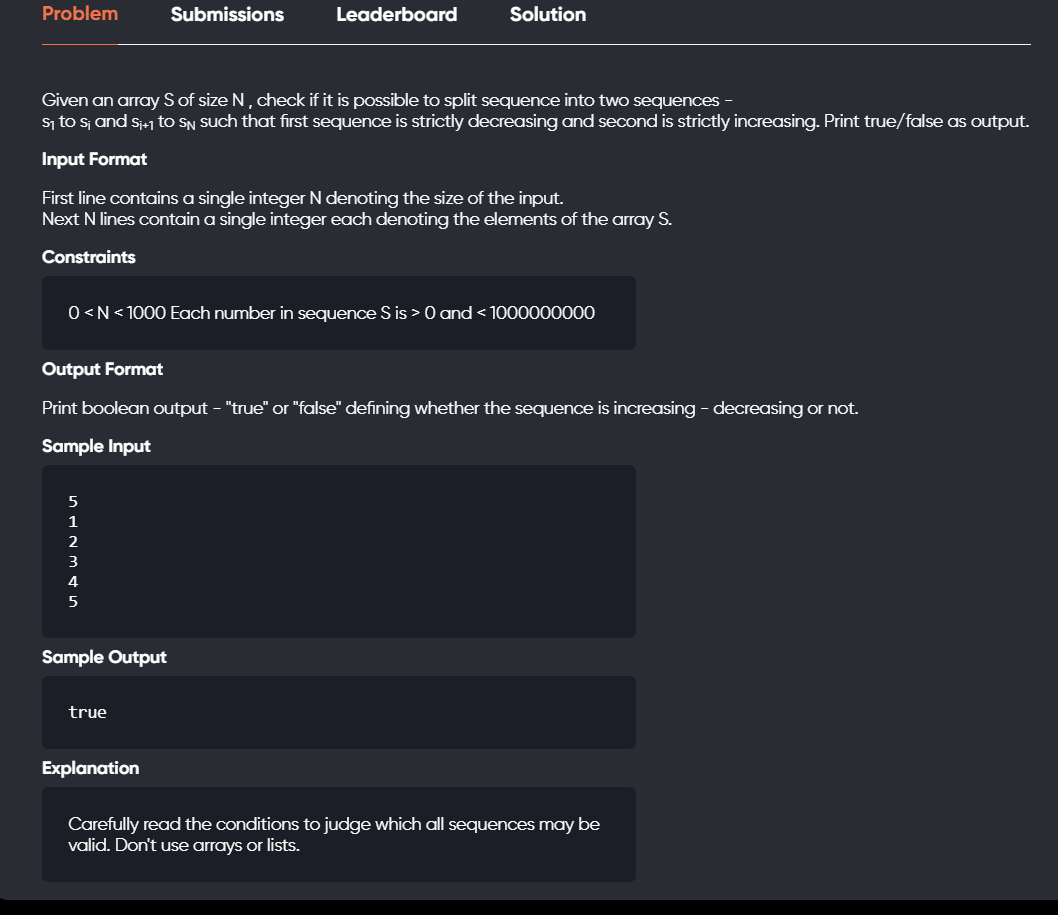 Problem Submissions Leaderboard Solution
Given an array S of size N , check if it is possible to split sequence into two sequences -
s1 to si and si+1 to sN such that first sequence is strictly decreasing and second is strictly increasing. Print true/false as output.
Input Format
First line contains a single integer N denoting the size of the input.
Next N lines contain a single integer each denoting the elements of the array S.
Constraints
0 < N < 1000 Each number in sequence S is > 0 and < 1000000000
Output Format
Print boolean output - "true" or "false" defining whether the sequence is increasing - decreasing or not.
Sample Input
5
1
2
3
4
5
Sample Output
true
Explanation
Carefully read the conditions to judge which all sequences may be
valid. Don't use arrays or lists.